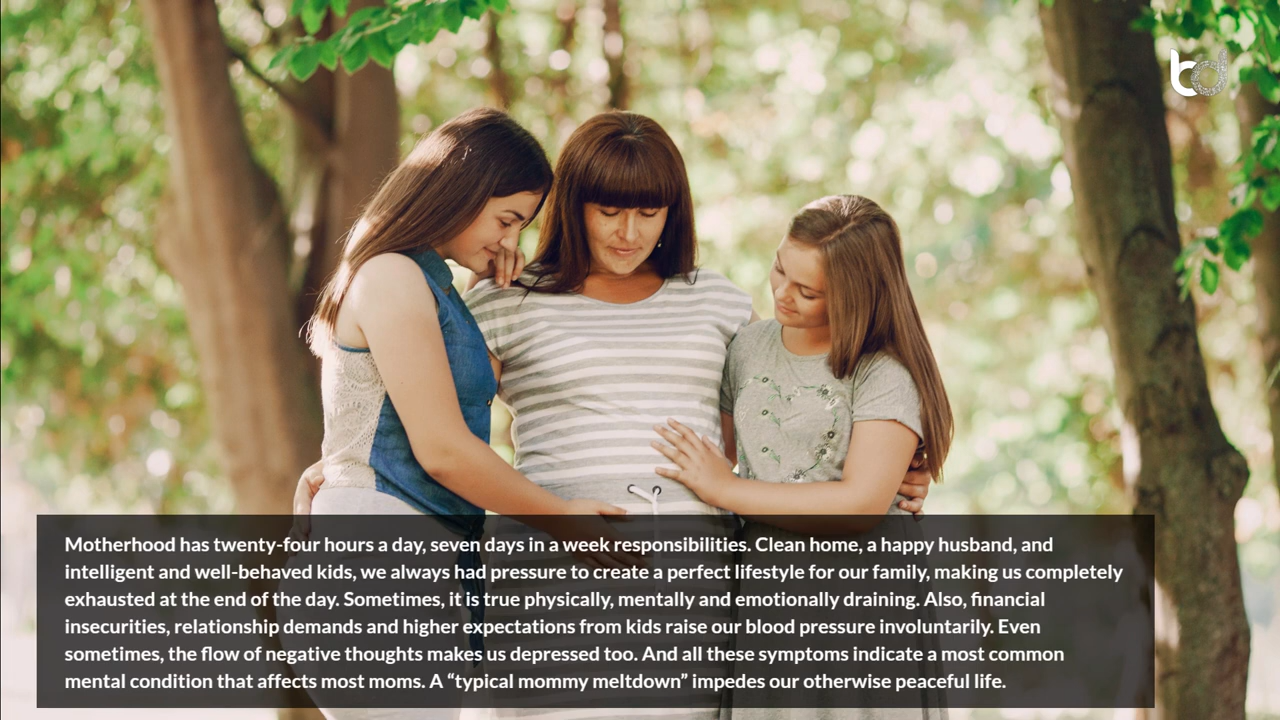 bd
Motherhood has twenty-four hours a day, seven days in a week responsibilities. Clean home, a happy husband, and
intelligent and well-behaved kids, we always had pressure to create a perfect lifestyle for our family, making us completely
exhausted at the end of the day. Sometimes, it is true physically, mentally and emotionally draining. Also, financial
insecurities, relationship demands and higher expectations from kids raise our blood pressure involuntarily. Even
sometimes, the flow of negative thoughts makes us depressed too. And all these symptoms indicate a most common
mental condition that affects most moms. A “typical mommy meltdown” impedes our otherwise peaceful life.